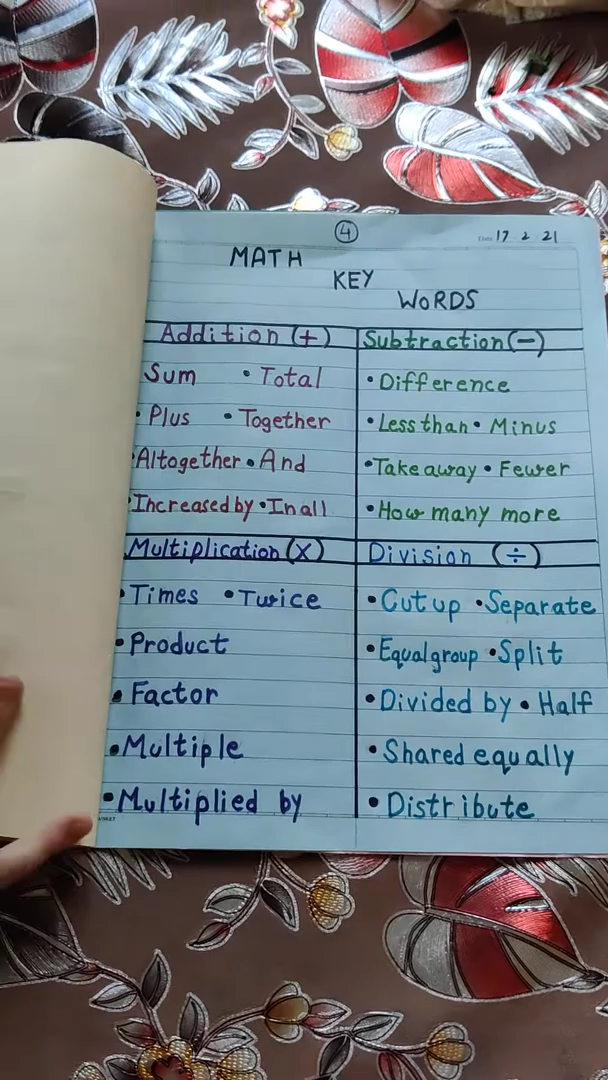 4
Date 17 2 21
MATH
KEY
WORDS
Addition (+)
Sum • Total
• Plus • Together
• Altogether • And
• Increased by • In all
Subtraction (−)
• Difference
• Less than • Minus
• Take away • Fewer
• How many more
Multiplication (×)
• Times • Twice
• Product
• Factor
• Multiple
• Multiplied by
Division (÷)
• Cut up • Separate
• Equal group • Split
• Divided by • Half
• Shared equally
• Distribute